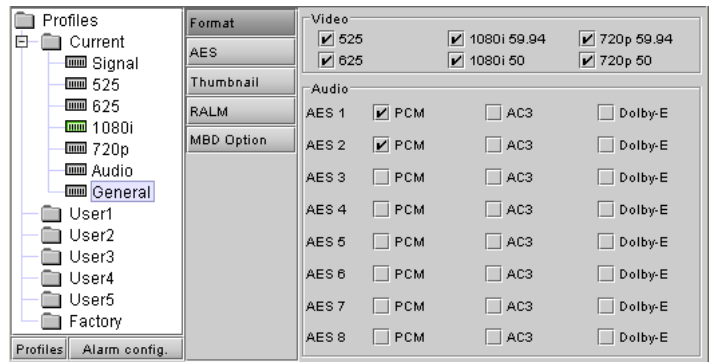 Profiles
Current
Signal
525
625
1080i
720p
Audio
General
User1
User2
User3
User4
User5
Factory
Profiles Alarm config.
Format
AES
Thumbnail
RALM
MBD Option
Video
525 1080i 59.94 720p 59.94
625 1080i 50 720p 50
Audio
AES 1 PCM AC3 Dolby-E
AES 2 PCM AC3 Dolby-E
AES 3 PCM AC3 Dolby-E
AES 4 PCM AC3 Dolby-E
AES 5 PCM AC3 Dolby-E
AES 6 PCM AC3 Dolby-E
AES 7 PCM AC3 Dolby-E
AES 8 PCM AC3 Dolby-E